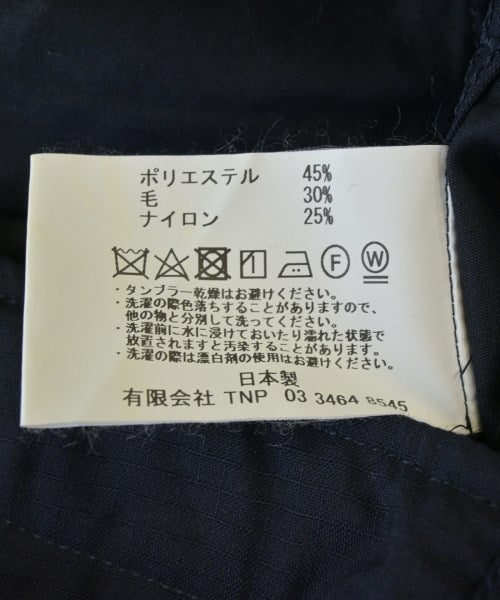 ポリエステル 45%
毛 30%
ナイロン 25%
F W
・タンブラー乾燥はお避けください。
・洗濯の際色落ちすることがありますので、
他の物と分別して洗ってください。
・洗濯前に水に浸けておいたり濡れた状態で
放置されますと汚染することがあります。
・洗濯の際は漂白剤の使用はお避けください。
日本製
有限会社 TNP 03 3464 8545